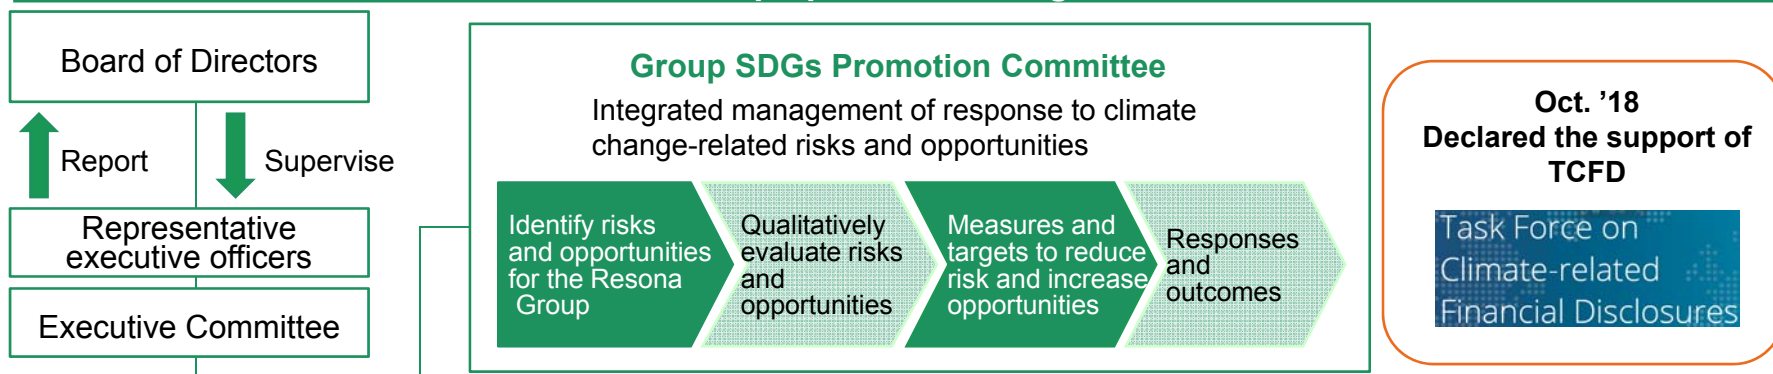 Board of Directors
Report
Supervise
Representative
executive officers
Executive Committee
Group SDGs Promotion Committee
Integrated management of response to climate
change-related risks and opportunities
Identify risks
and opportunities
for the Resona
Group
Qualitatively
evaluate risks
and
opportunities
Measures and
targets to reduce
risk and increase
opportunities
Responses
and
outcomes
Oct. ’18
Declared the support of
TCFD
Task Force on
Climate-related
Financial Disclosures